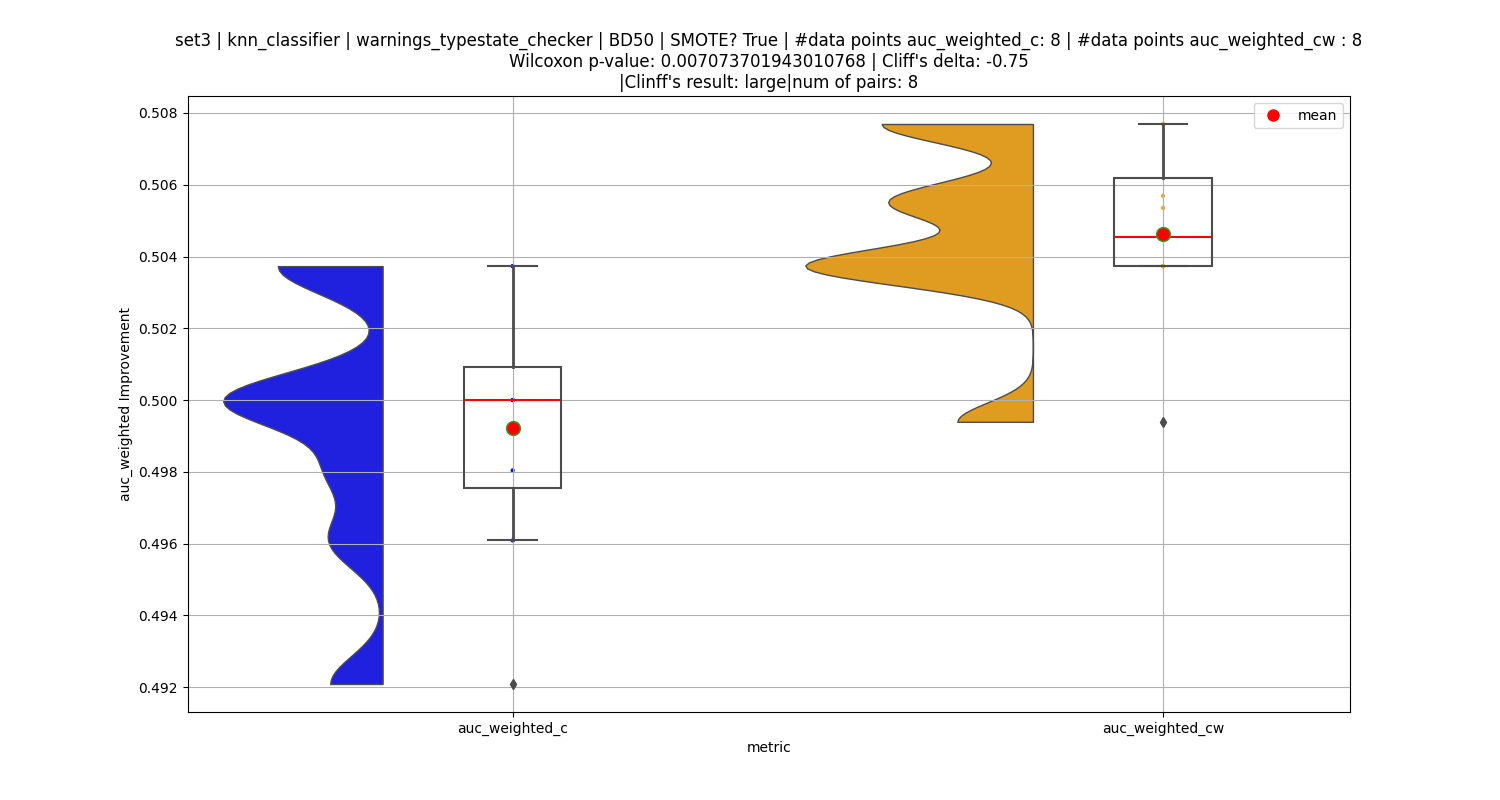 set3 | knn_classifier | warnings_typestate_checker | BD50 | SMOTE? True | #data points auc_weighted_c: 8 | #data points auc_weighted_cw : 8
Wilcoxon p-value: 0.007073701943010768 | Cliff's delta: -0.75
|Clinff's result: large|num of pairs: 8
mean
0.508
0.506
0.504
0.502
0.500
0.498
0.496
0.494
0.492
auc_weighted Improvement
auc_weighted_c
auc_weighted_cw
metric